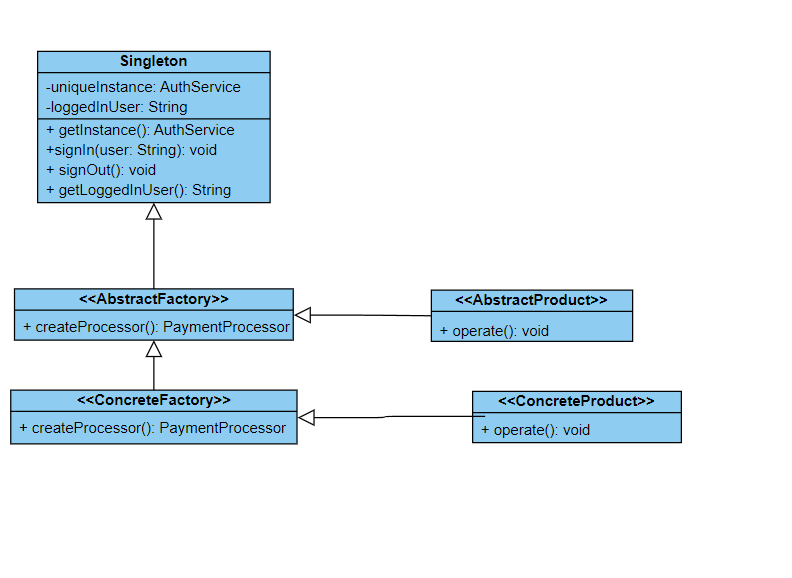 Singleton
-uniqueInstance: AuthService
-loggedInUser: String
+ getInstance(): AuthService
+signIn(user: String): void
+ signOut(): void
+ getLoggedInUser(): String
<<AbstractFactory>>
+ createProcessor(): PaymentProcessor
<<AbstractProduct>>
+ operate(): void
<<ConcreteFactory>>
+ createProcessor(): PaymentProcessor
<<ConcreteProduct>>
+ operate(): void